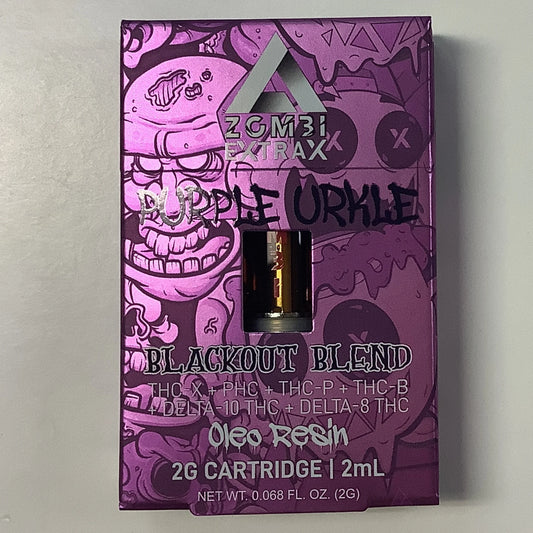 ZOMBI
EXTRAX
PURPLE URKLE
BLACKOUT BLEND
THC-X + PHC + THC-P + THC-B
+ DELTA-10 THC + DELTA-8 THC
Oleo Resin
2G CARTRIDGE | 2mL
NET WT. 0.068 FL. OZ. (2G)